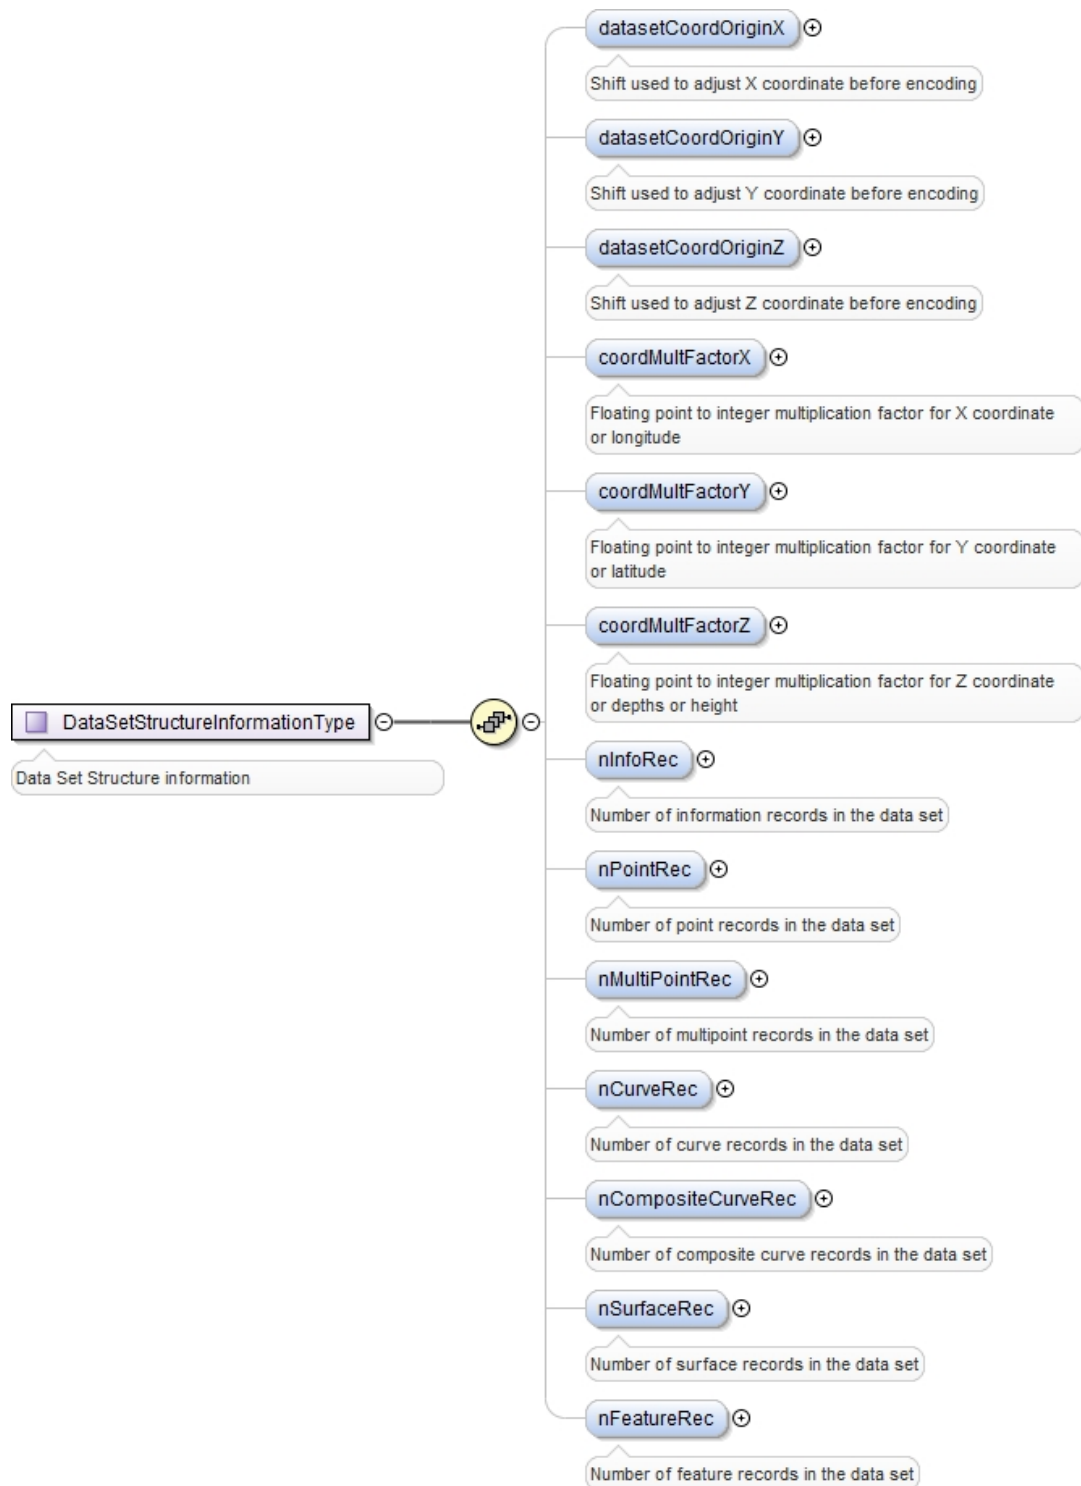 datasetCoordOriginX
Shift used to adjust X coordinate before encoding
datasetCoordOriginY
Shift used to adjust Y coordinate before encoding
datasetCoordOriginZ
Shift used to adjust Z coordinate before encoding
coordMultFactorX
Floating point to integer multiplication factor for X coordinate
or longitude
coordMultFactorY
Floating point to integer multiplication factor for Y coordinate
or latitude
coordMultFactorZ
Floating point to integer multiplication factor for Z coordinate
or depths or height
DataSetStructureInformationType
Data Set Structure information
nInfoRec
Number of information records in the data set
nPointRec
Number of point records in the data set
nMultiPointRec
Number of multipoint records in the data set
nCurveRec
Number of curve records in the data set
nCompositeCurveRec
Number of composite curve records in the data set
nSurfaceRec
Number of surface records in the data set
nFeatureRec
Number of feature records in the data set